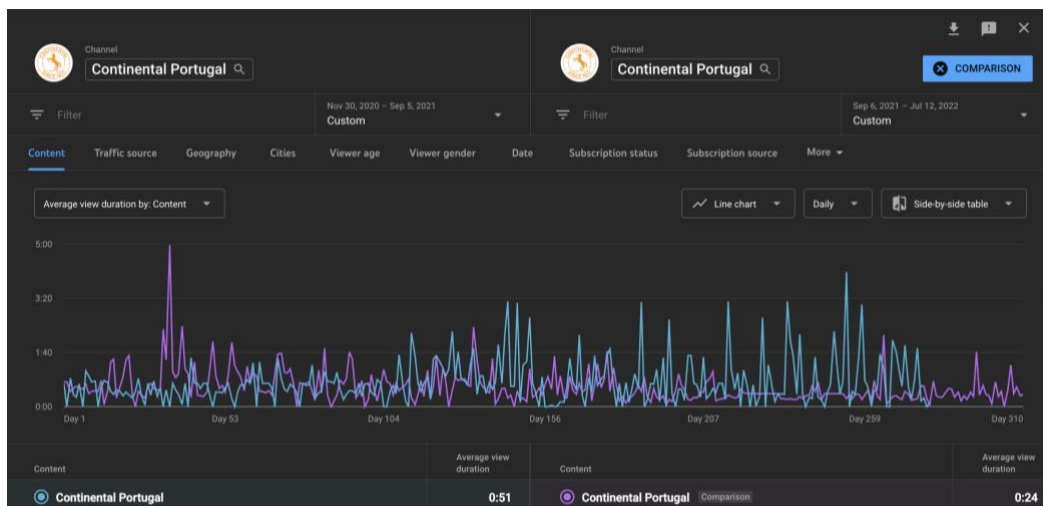 Channel
Continental Portugal
Channel
Continental Portugal
COMPARISON
Filter
Nov 30, 2020 – Sep 5, 2021
Custom
Filter
Sep 6, 2021 – Jul 12, 2022
Custom
Content Traffic source Geography Cities Viewer age Viewer gender Date Subscription status Subscription source More
Average view duration by: Content
Line chart
Daily
Side-by-side table
5:00
3:20
1:40
0:00
Day 1 Day 53 Day 104 Day 156 Day 207 Day 259 Day 310
Content
Average view
duration
Content
Average view
duration
Continental Portugal 0:51
Continental Portugal Comparison 0:24